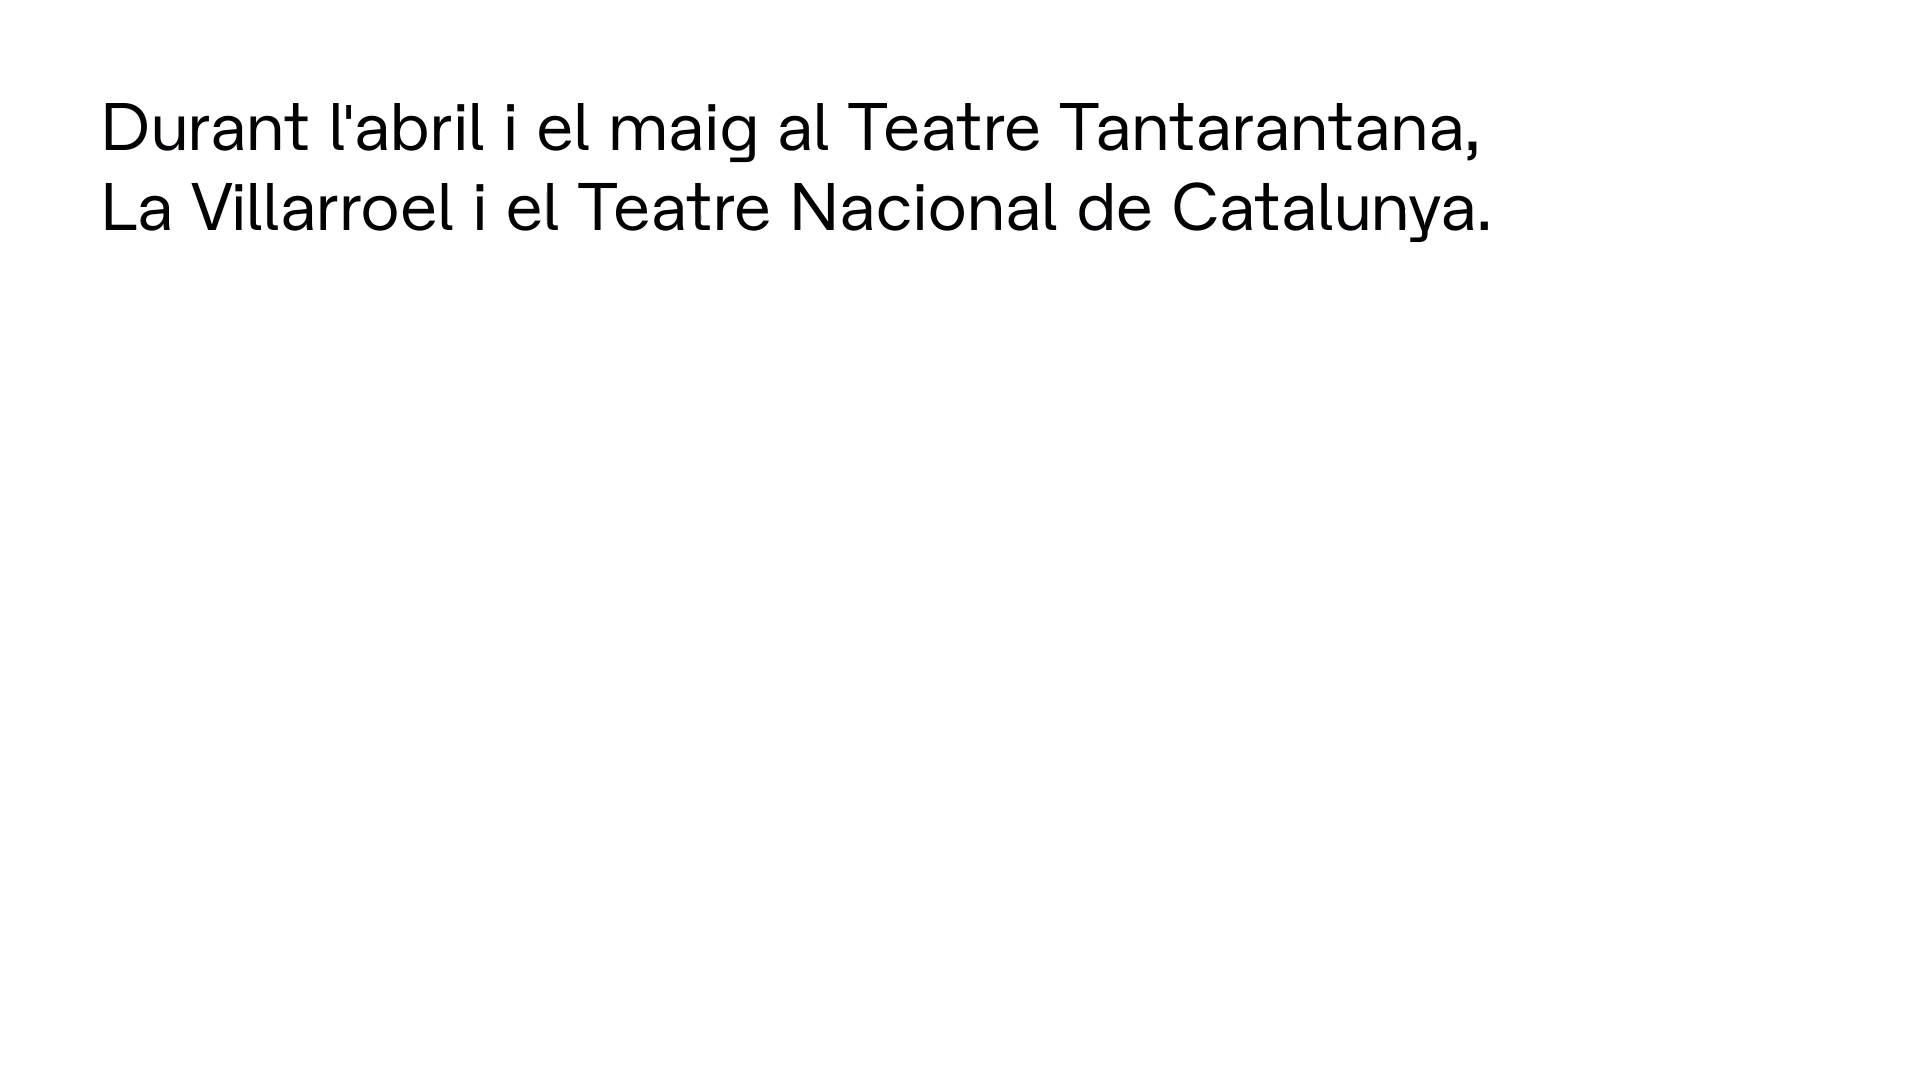 Durant l'abril i el maig al Teatre Tantarantana,
La Villarroel i el Teatre Nacional de Catalunya.